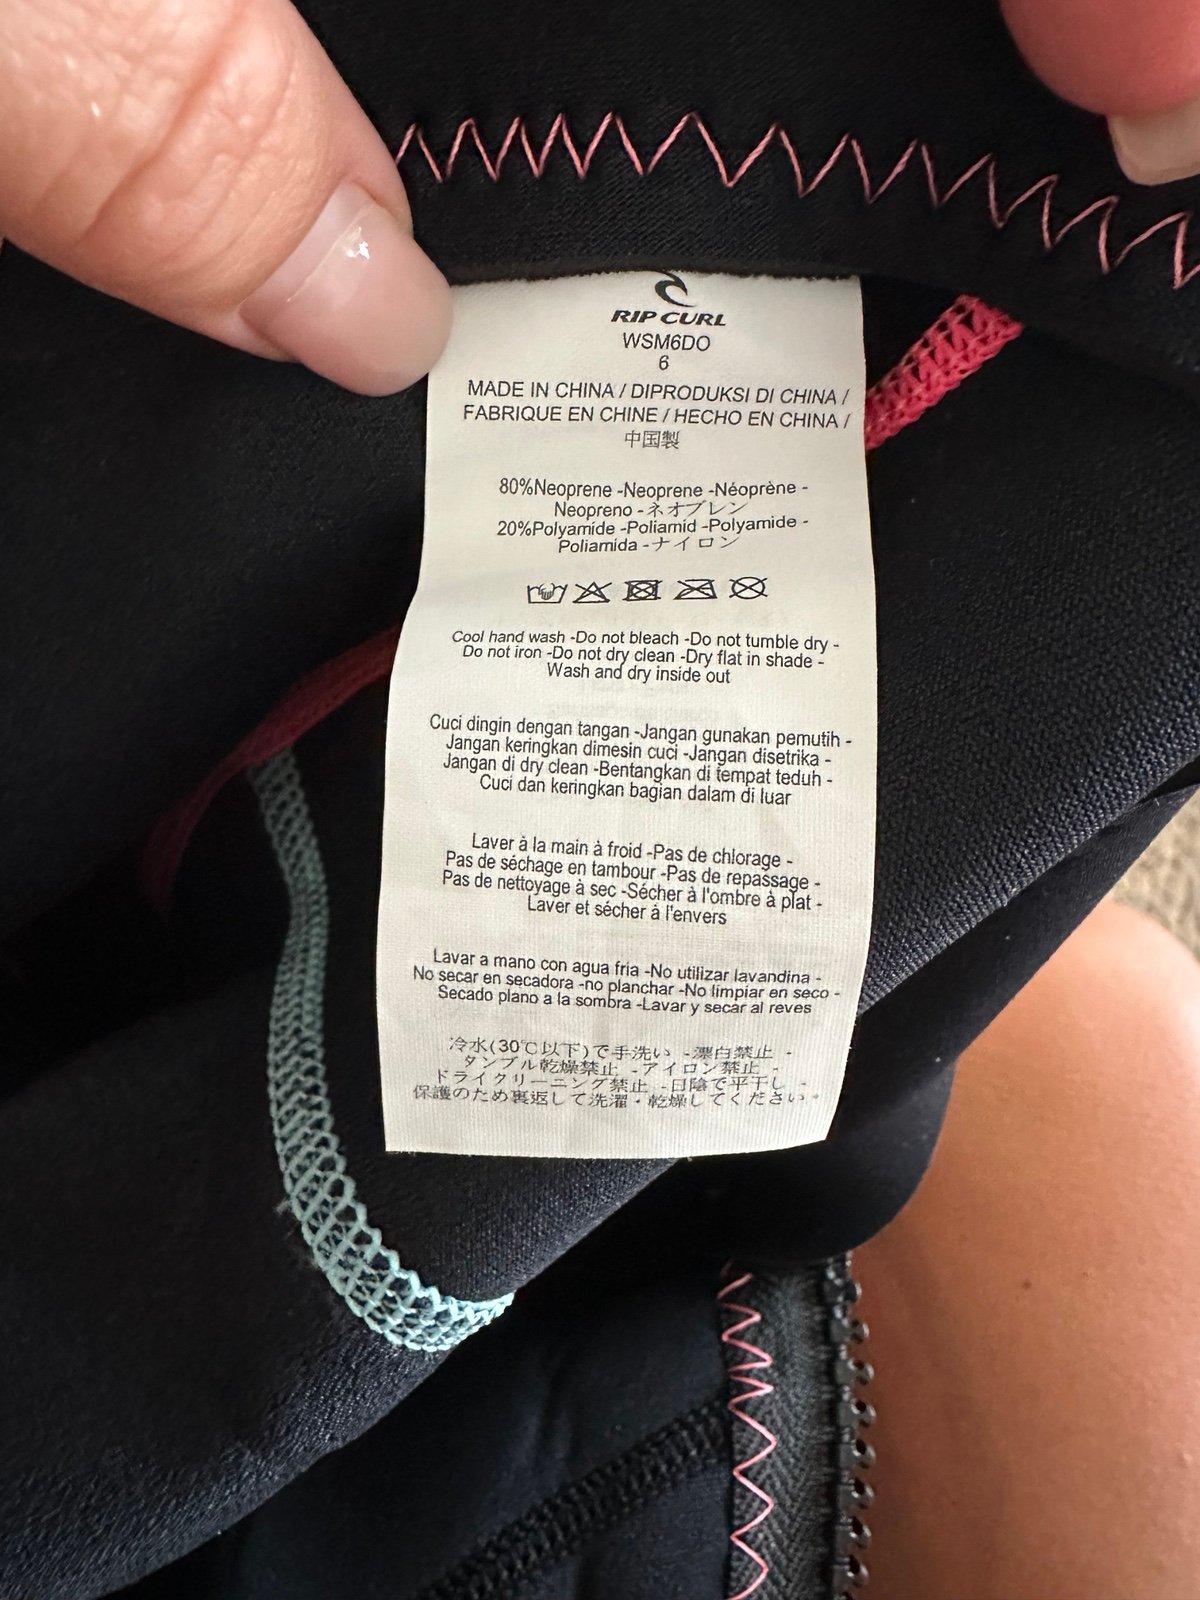 RIP CURL
WSM6DO
6
MADE IN CHINA / DIPRODUKSI DI CHINA /
FABRIQUE EN CHINE / HECHO EN CHINA /
中国製
80%Neoprene -Neoprene -Néoprène -
Neopreno -ネオプレン
20%Polyamide -Poliamid -Polyamide -
Poliamida -ナイロン
Cool hand wash -Do not bleach -Do not tumble dry -
Do not iron -Do not dry clean -Dry flat in shade -
Wash and dry inside out
Cuci dingin dengan tangan -Jangan gunakan pemutih -
Jangan keringkan dimesin cuci -Jangan disetrika -
Jangan di dry clean -Bentangkan di tempat teduh -
Cuci dan keringkan bagian dalam di luar
Laver à la main à froid -Pas de chlorage -
Pas de séchage en tambour -Pas de repassage -
Pas de nettoyage à sec -Sécher à l'ombre à plat -
Laver et sécher á l'envers
Lavar a mano con agua fria -No utilizar lavandina -
No secar en secadora -no planchar -No limpiar en seco -
Secado plano a la sombra -Lavar y secar al reves
冷水(30℃以下)で手洗い -漂白禁止 -
タンブル乾燥禁止 -アイロン禁止 -
ドライクリーニング禁止 -日陰で平干し -
保護のため裏返して洗濯・乾燥してください。